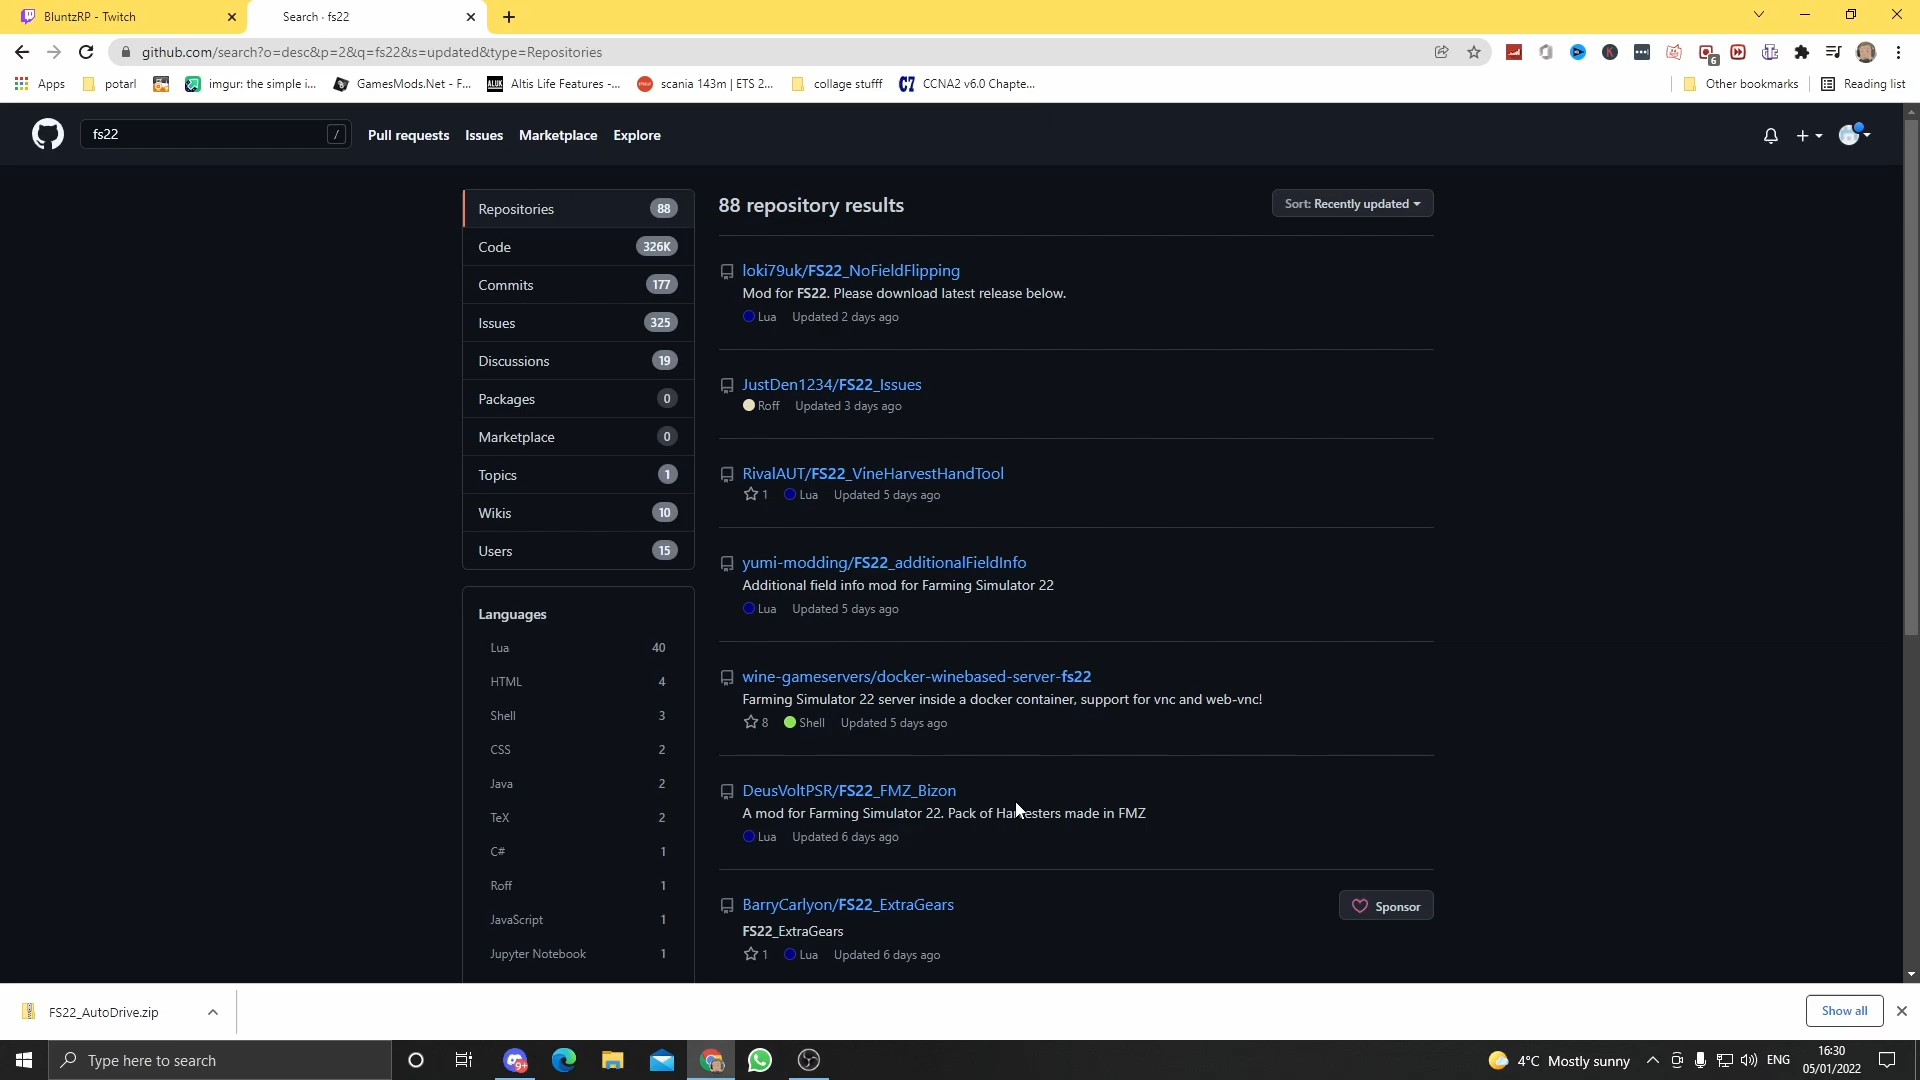 BluntzRP - Twitch
Search · fs22
github.com/search?o=desc&p=2&q=fs22&s=updated&type=Repositories
6
Apps
potarl
imgur: the simple i...
GamesMods.Net - F...
ALUK
Altis Life Features -...
scania 143m | ETS 2...
collage stufff
C7
CCNA2 v6.0 Chapte...
Other bookmarks
Reading list
fs22
/
Pull requests
Issues
Marketplace
Explore
Repositories 88
Code 326K
Commits 177
Issues 325
Discussions 19
Packages 0
Marketplace 0
Topics 1
Wikis 10
Users 15
Languages
Lua 40
HTML 4
Shell 3
CSS 2
Java 2
TeX 2
C# 1
Roff 1
JavaScript 1
Jupyter Notebook 1
88 repository results
Sort: Recently updated
loki79uk/FS22_NoFieldFlipping
Mod for FS22. Please download latest release below.
Lua Updated 2 days ago
JustDen1234/FS22_Issues
Roff Updated 3 days ago
RivalAUT/FS22_VineHarvestHandTool
1 Lua Updated 5 days ago
yumi-modding/FS22_additionalFieldInfo
Additional field info mod for Farming Simulator 22
Lua Updated 5 days ago
wine-gameservers/docker-winebased-server-fs22
Farming Simulator 22 server inside a docker container, support for vnc and web-vnc!
8 Shell Updated 5 days ago
DeusVoltPSR/FS22_FMZ_Bizon
A mod for Farming Simulator 22. Pack of Harvesters made in FMZ
Lua Updated 6 days ago
BarryCarlyon/FS22_ExtraGears
Sponsor
FS22_ExtraGears
1 Lua Updated 6 days ago
FS22_AutoDrive.zip
Show all
Type here to search
9+
4°C Mostly sunny
ENG
16:30
05/01/2022